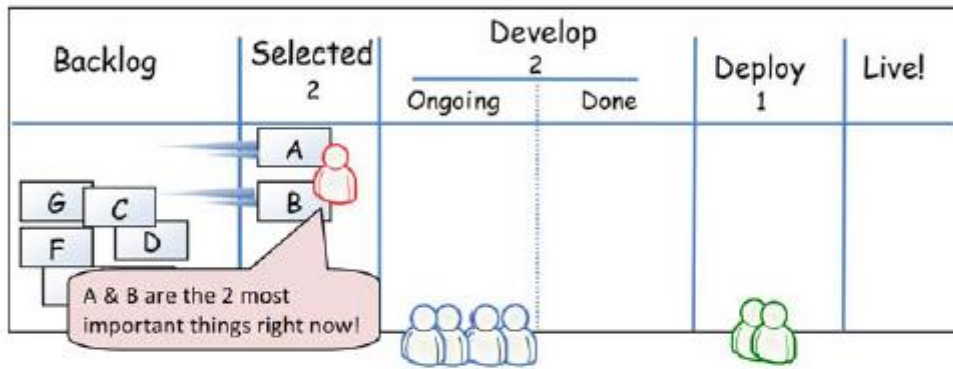 Backlog
Selected
2
Develop
2
Ongoing
Done
Deploy
1
Live!
A
B
G
C
F
D
A & B are the 2 most
important things right now!